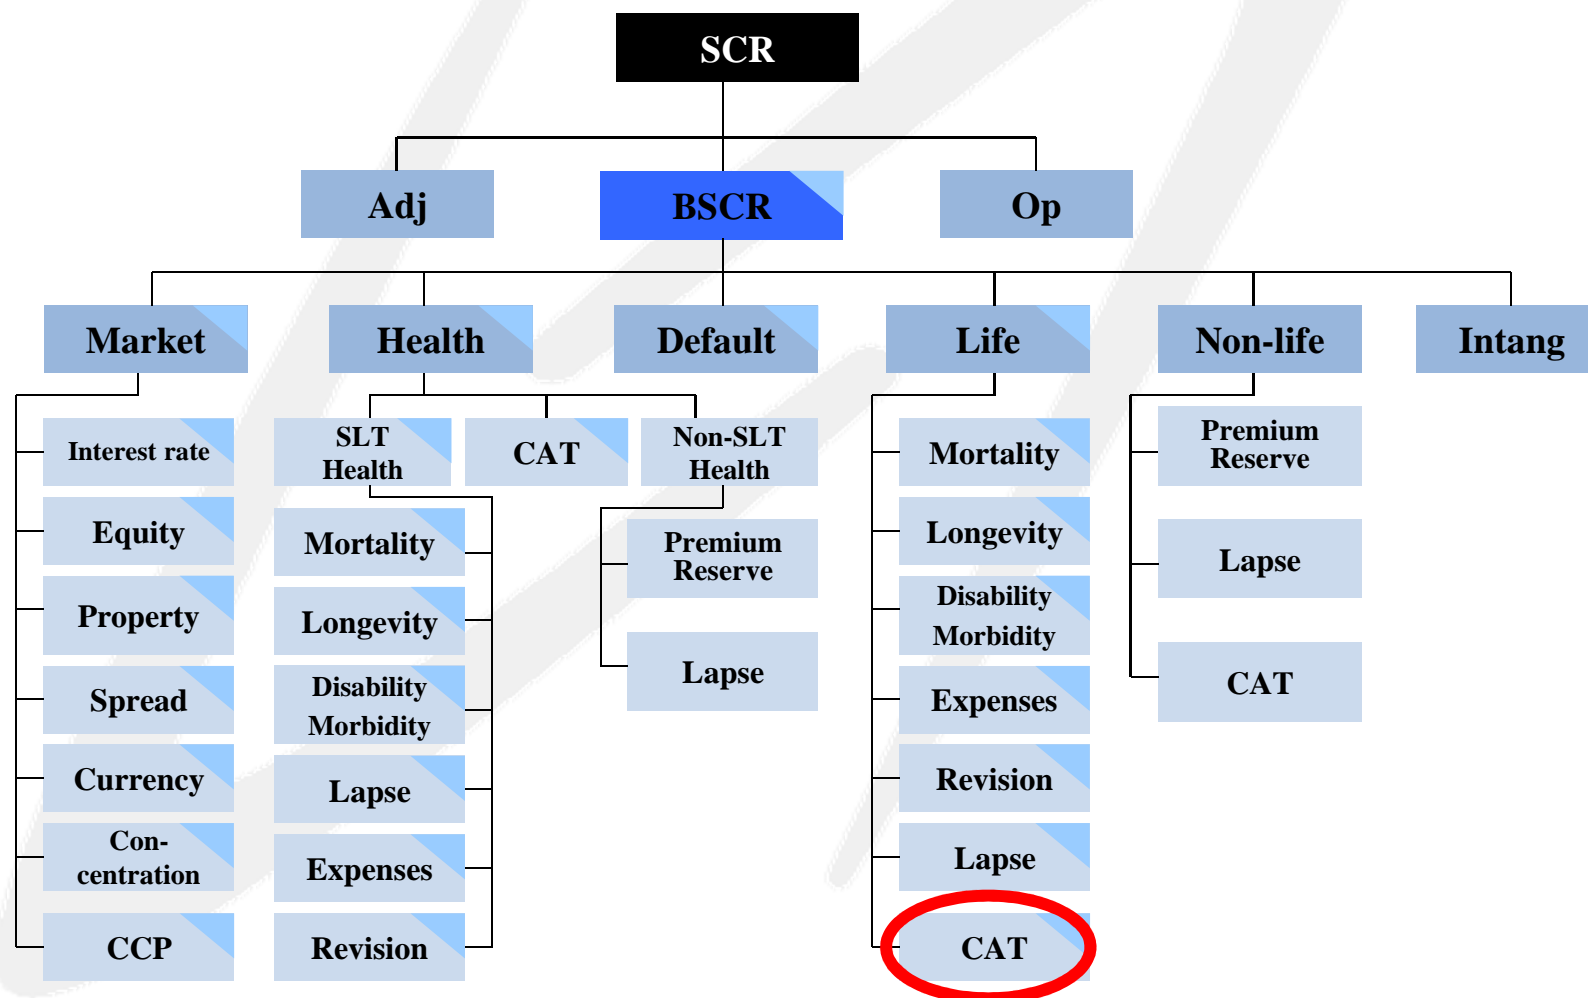 SCR
Adj
BSCR
Op
Market
Health
Default
Life
Non-life
Intang
Interest rate
Equity
Property
Spread
Currency
Con-
centration
CCP
SLT
Health
CAT
Non-SLT
Health
Mortality
Longevity
Disability
Morbidity
Lapse
Expenses
Revision
Premium
Reserve
Lapse
Mortality
Longevity
Disability
Morbidity
Expenses
Revision
Lapse
CAT
Premium
Reserve
Lapse
CAT